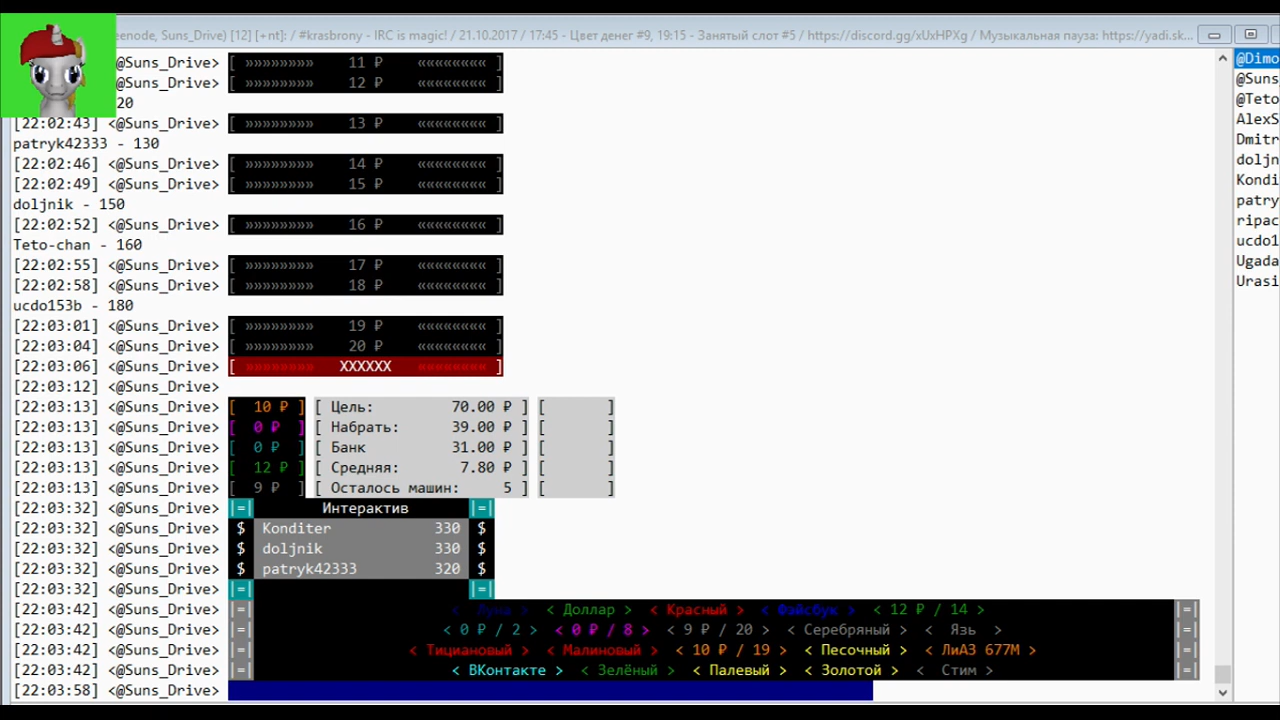 eenode, Suns_Drive) [12] [+nt]: / #krasbrony - IRC is magic! / 21.10.2017 / 17:45 - Цвет денег #9, 19:15 - Занятый слот #5 / https://discord.gg/xUxHPXg / Музыкальная пауза: https://yadi.sk...
@Suns_Drive> [ »»»»»»»» 11 ₽ «««««««« ]
@Suns_Drive> [ »»»»»»»» 12 ₽ «««««««« ]
20
[22:02:43] <@Suns_Drive> [ »»»»»»»» 13 ₽ «««««««« ]
patryk42333 - 130
[22:02:46] <@Suns_Drive> [ »»»»»»»» 14 ₽ «««««««« ]
[22:02:49] <@Suns_Drive> [ »»»»»»»» 15 ₽ «««««««« ]
doljnik - 150
[22:02:52] <@Suns_Drive> [ »»»»»»»» 16 ₽ «««««««« ]
Teto-chan - 160
[22:02:55] <@Suns_Drive> [ »»»»»»»» 17 ₽ «««««««« ]
[22:02:58] <@Suns_Drive> [ »»»»»»»» 18 ₽ «««««««« ]
ucdo153b - 180
[22:03:01] <@Suns_Drive> [ »»»»»»»» 19 ₽ «««««««« ]
[22:03:04] <@Suns_Drive> [ »»»»»»»» 20 ₽ «««««««« ]
[22:03:06] <@Suns_Drive> [ »»»»»»»» XXXXXX «««««««« ]
[22:03:12] <@Suns_Drive>
[22:03:13] <@Suns_Drive> [ 10 ₽ ] [ Цель: 70.00 ₽ ] [ ]
[22:03:13] <@Suns_Drive> [ 0 ₽ ] [ Набрать: 39.00 ₽ ] [ ]
[22:03:13] <@Suns_Drive> [ 0 ₽ ] [ Банк 31.00 ₽ ] [ ]
[22:03:13] <@Suns_Drive> [ 12 ₽ ] [ Средняя: 7.80 ₽ ] [ ]
[22:03:13] <@Suns_Drive> [ 9 ₽ ] [ Осталось машин: 5 ] [ ]
[22:03:32] <@Suns_Drive> |=| Интерактив |=|
[22:03:32] <@Suns_Drive> $ Konditer 330 $
[22:03:32] <@Suns_Drive> $ doljnik 330 $
[22:03:32] <@Suns_Drive> $ patryk42333 320 $
[22:03:32] <@Suns_Drive> |=| |=|
[22:03:42] <@Suns_Drive> |=| < Луна > < Доллар > < Красный > < Фэйсбук > < 12 ₽ / 14 > |=|
[22:03:42] <@Suns_Drive> |=| < 0 ₽ / 2 > < 0 ₽ / 8 > < 9 ₽ / 20 > < Серебряный > < Язь > |=|
[22:03:42] <@Suns_Drive> |=| < Тициановый > < Малиновый > < 10 ₽ / 19 > < Песочный > < ЛиАЗ 677М > |=|
[22:03:42] <@Suns_Drive> |=| < ВКонтакте > < Зелёный > < Палевый > < Золотой > < Стим > |=|
[22:03:58] <@Suns_Drive>
@Dimo
@Suns_
@Teto
AlexS
Dmitr
doljn
Kondi
patry
ripac
ucdo1
Ugada
Urasi